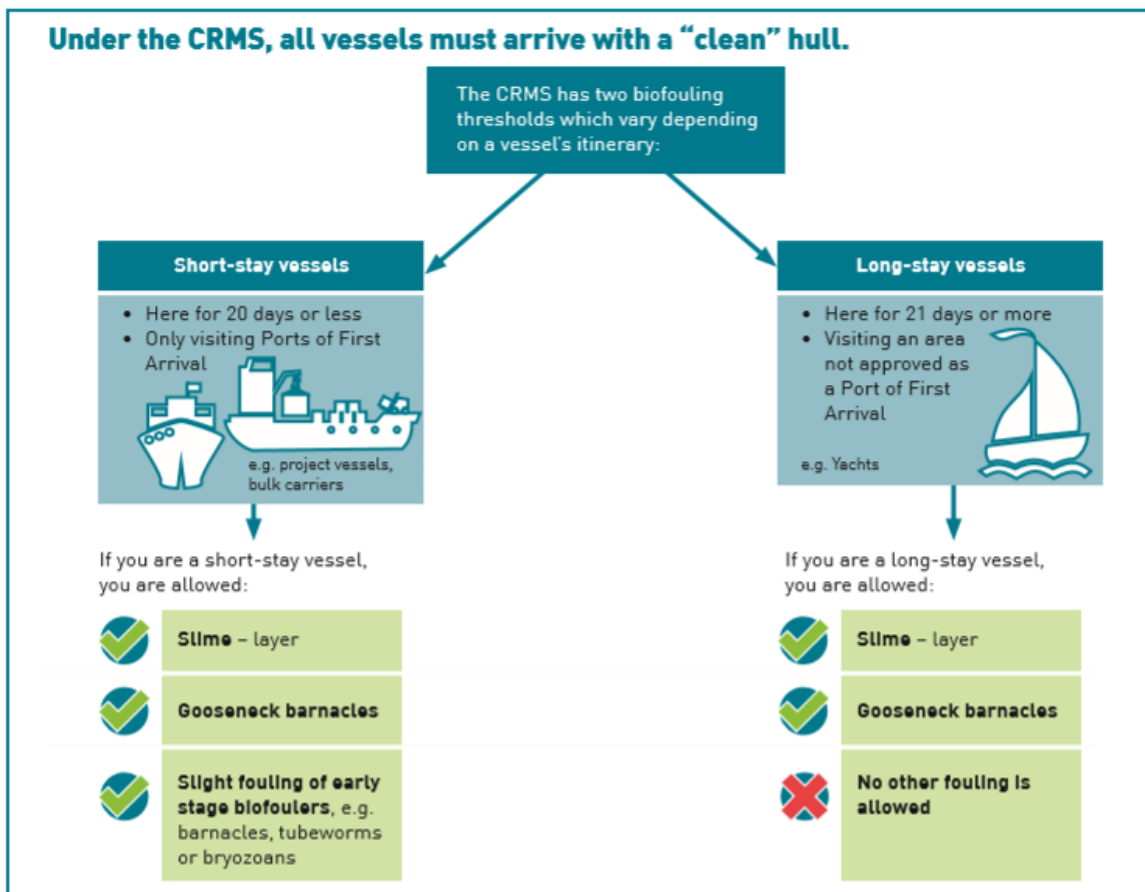 Under the CRMS, all vessels must arrive with a “clean” hull.
The CRMS has two biofouling
thresholds which vary depending
on a vessel’s itinerary:
Short-stay vessels
• Here for 20 days or less
• Only visiting Ports of First
Arrival
e.g. project vessels,
bulk carriers
If you are a short-stay vessel,
you are allowed:
Slime – layer
Gooseneck barnacles
Slight fouling of early
stage biofoulers, e.g.
barnacles, tubeworms
or bryozoans
Long-stay vessels
• Here for 21 days or more
• Visiting an area
not approved as
a Port of First
Arrival
e.g. Yachts
If you are a long-stay vessel,
you are allowed:
Slime – layer
Gooseneck barnacles
No other fouling is
allowed